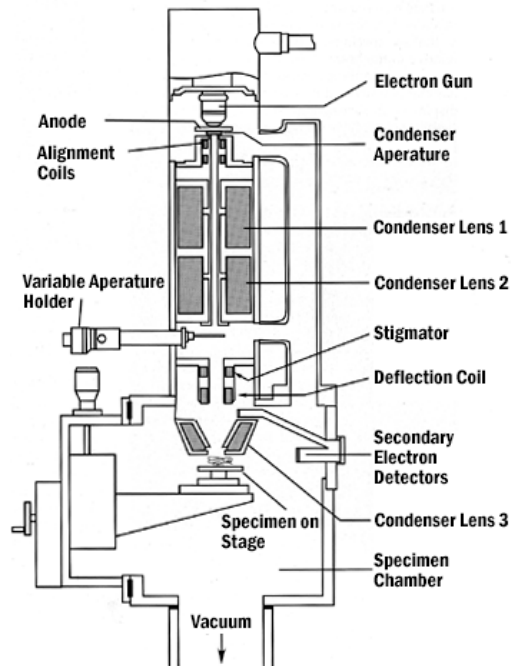 Electron Gun
Anode
Condenser
Aperature
Alignment
Coils
Condenser Lens 1
Condenser Lens 2
Variable Aperature
Holder
Stigmator
Deflection Coil
Secondary
Electron
Detectors
Condenser Lens 3
Specimen on
Stage
Specimen
Chamber
Vacuum